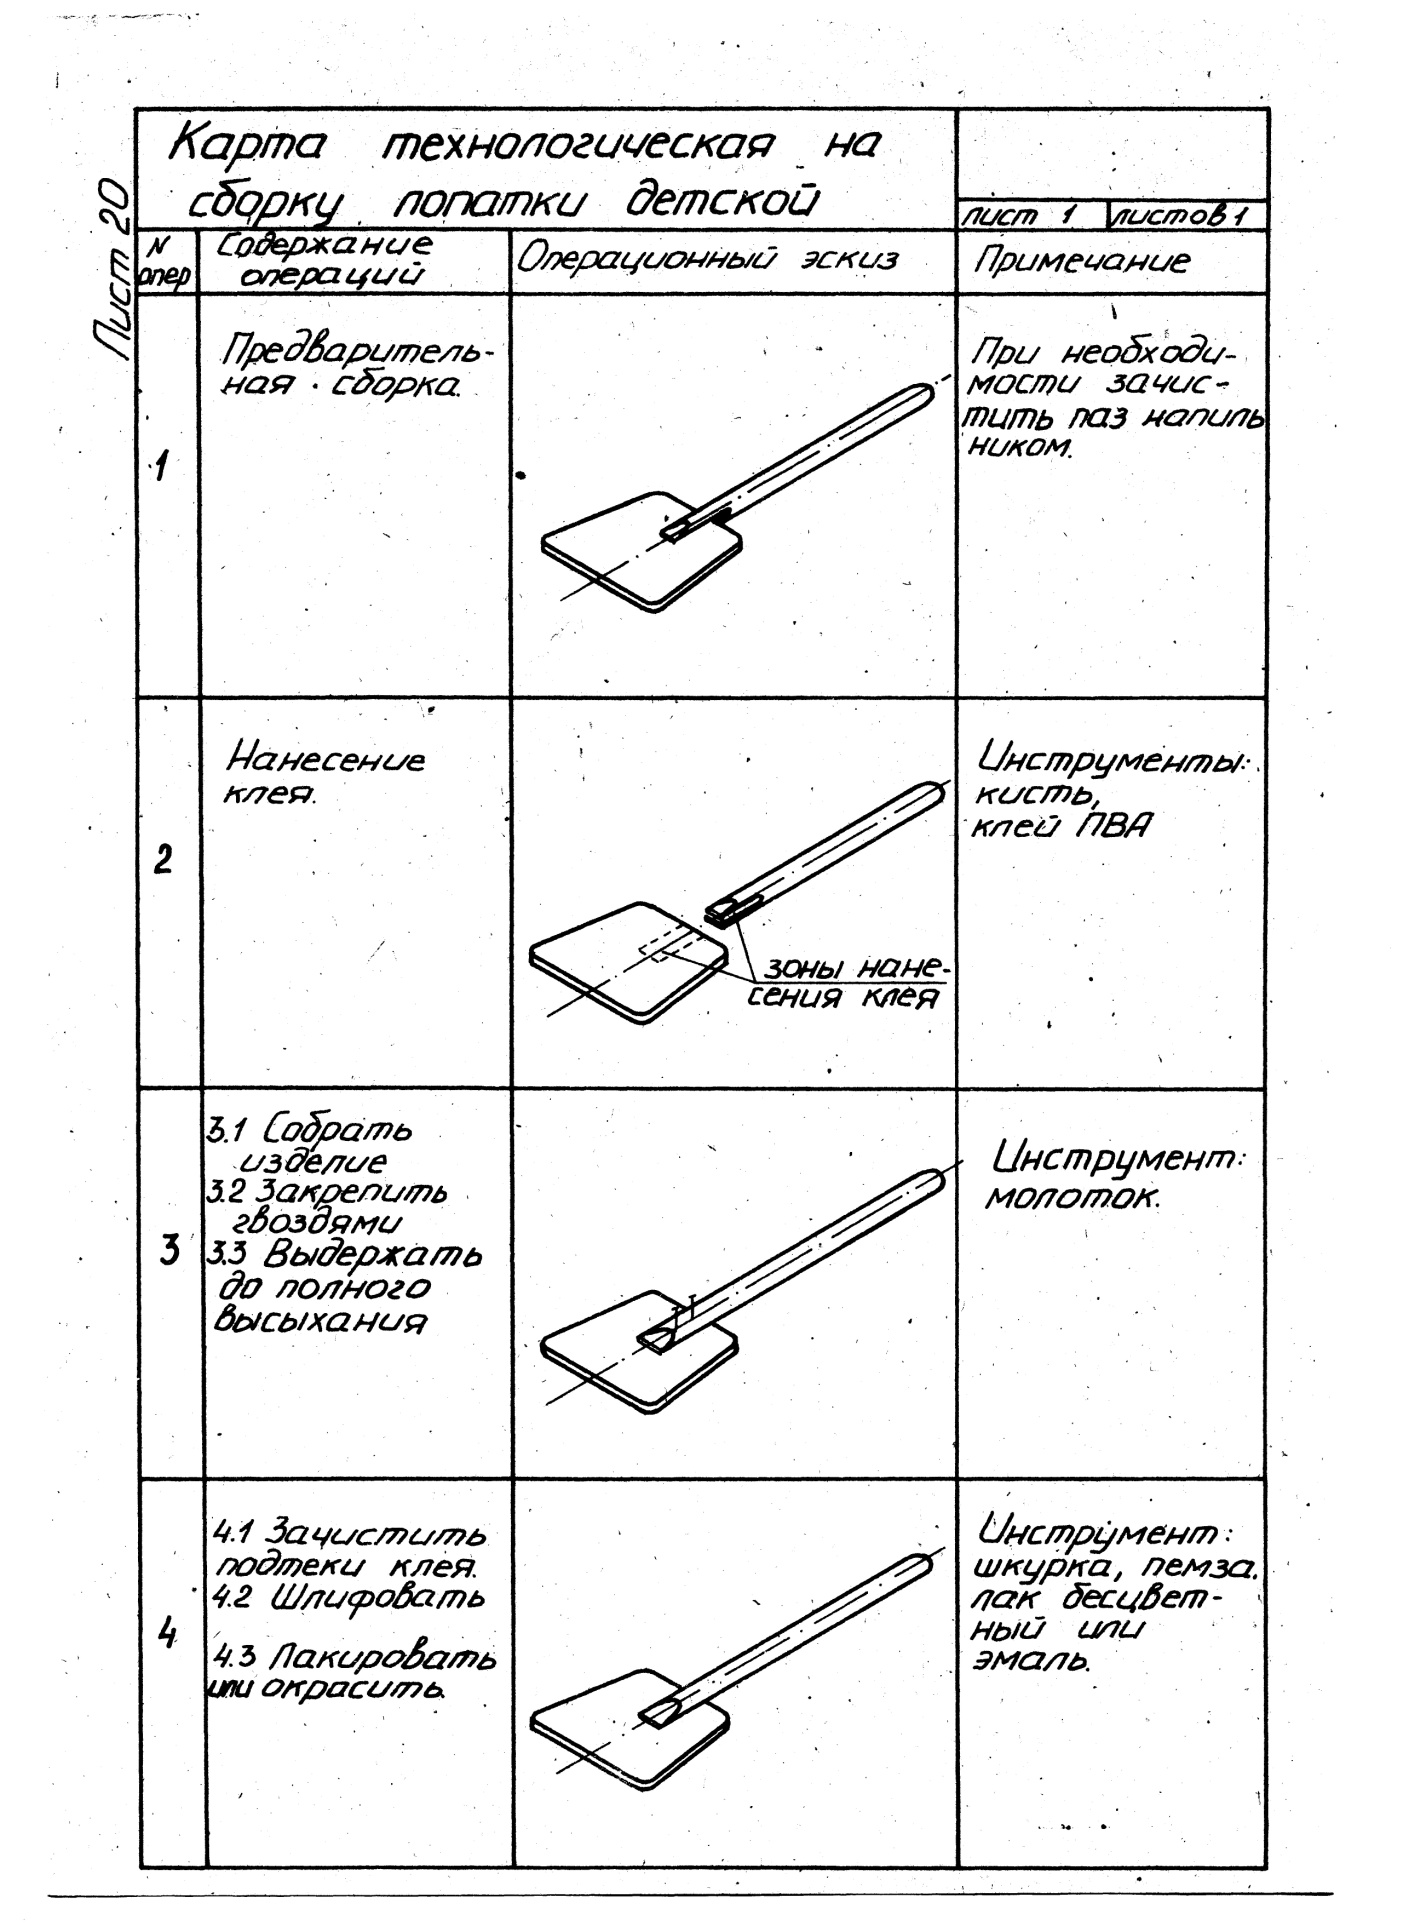 Лист 20
Карта технологическая на
сборку лопатки детской
лист 1 листов 1
N
опер
Содержание
операций
Операционный эскиз
Примечание
1
Предваритель-
ная сборка.
При необходи-
мости зачис-
тить паз напиль
ником.
2
Нанесение
клея.
зоны нане-
сения клея
Инструменты:
кисть,
клей ПВА
3
3.1 Собрать
изделие
3.2 Закрепить
гвоздями
3.3 Выдержать
до полного
высыхания
Инструмент:
молоток.
4
4.1 Зачистить
подтеки клея.
4.2 Шлифовать
4.3 Лакировать
или окрасить.
Инструмент:
шкурка, пемза.
лак бесцвет-
ный или
эмаль.